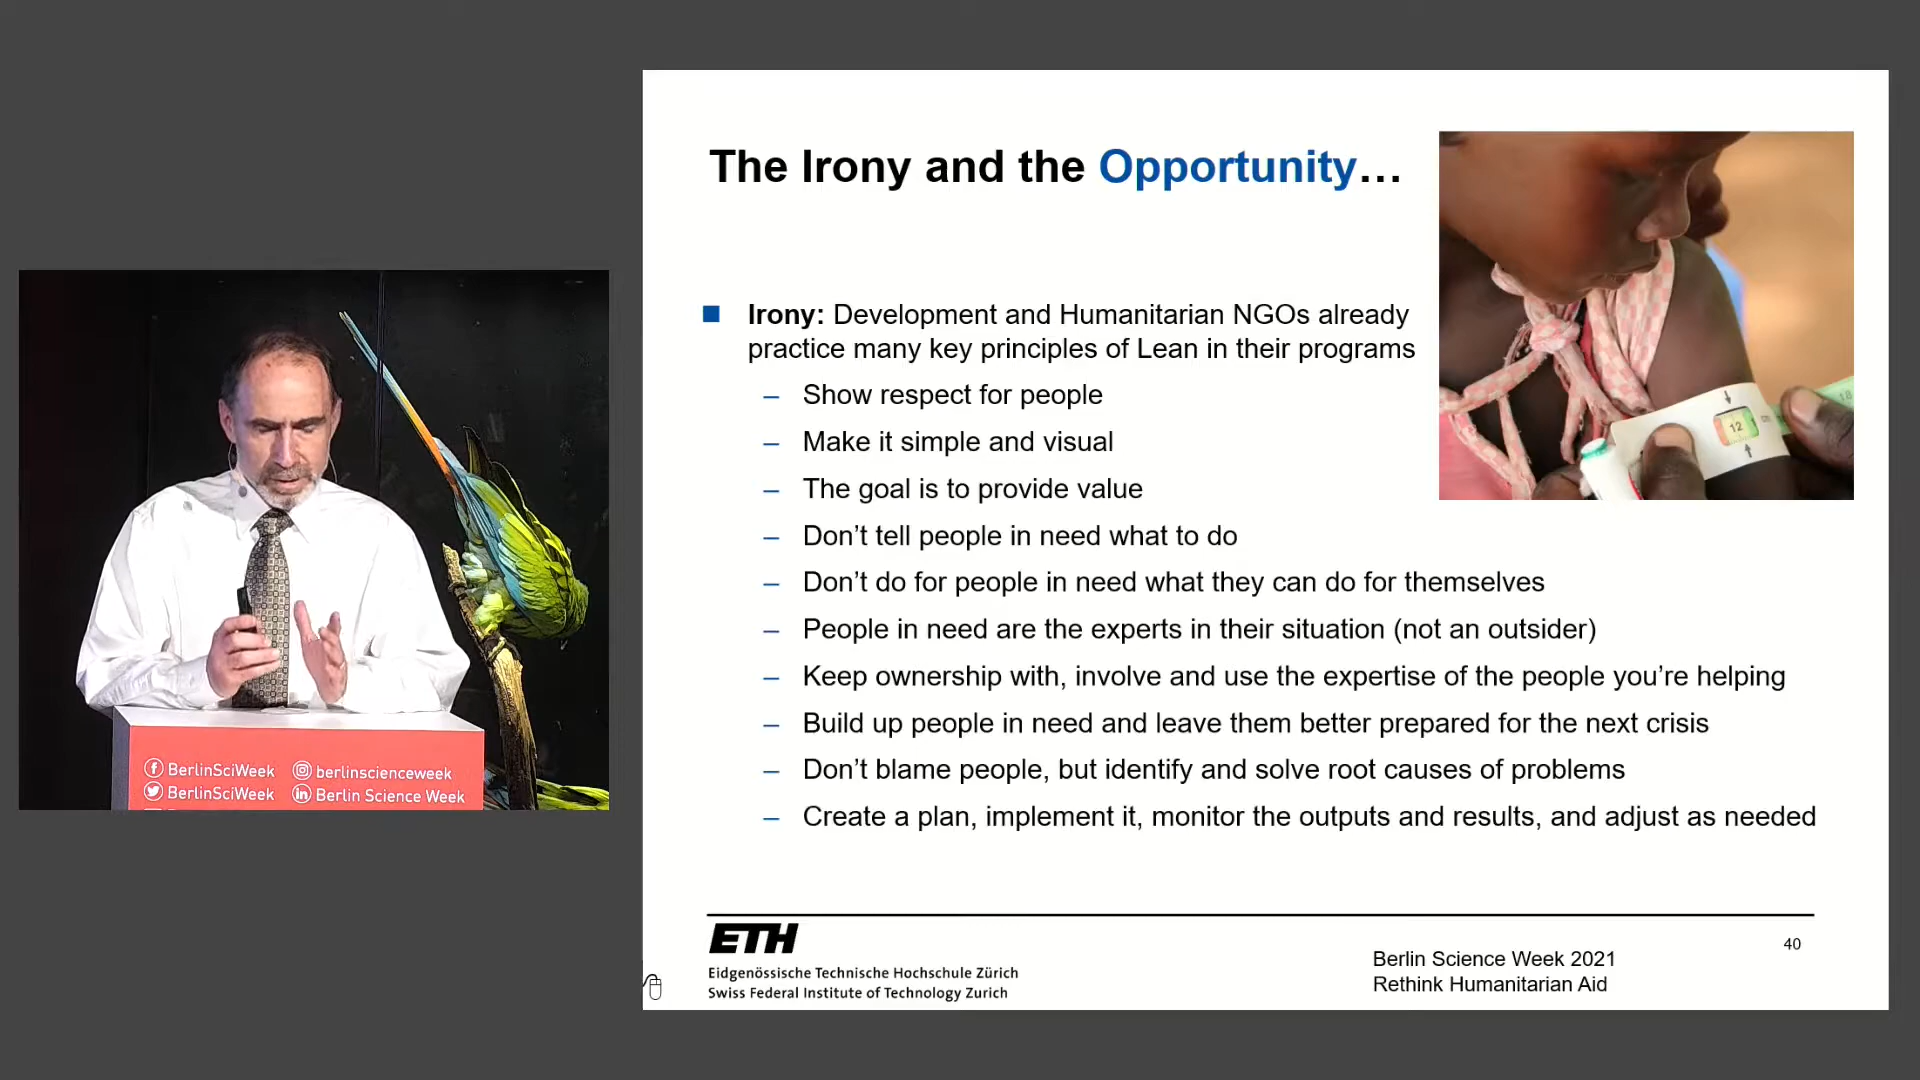 The Irony and the Opportunity…
Irony: Development and Humanitarian NGOs already
practice many key principles of Lean in their programs
– Show respect for people
– Make it simple and visual
– The goal is to provide value
– Don’t tell people in need what to do
– Don’t do for people in need what they can do for themselves
– People in need are the experts in their situation (not an outsider)
– Keep ownership with, involve and use the expertise of the people you’re helping
– Build up people in need and leave them better prepared for the next crisis
– Don’t blame people, but identify and solve root causes of problems
– Create a plan, implement it, monitor the outputs and results, and adjust as needed
ETH
Eidgenössische Technische Hochschule Zürich
Swiss Federal Institute of Technology Zurich
Berlin Science Week 2021
Rethink Humanitarian Aid
40
BerlinSciWeek
berlinscienceweek
BerlinSciWeek
Berlin Science Week
12